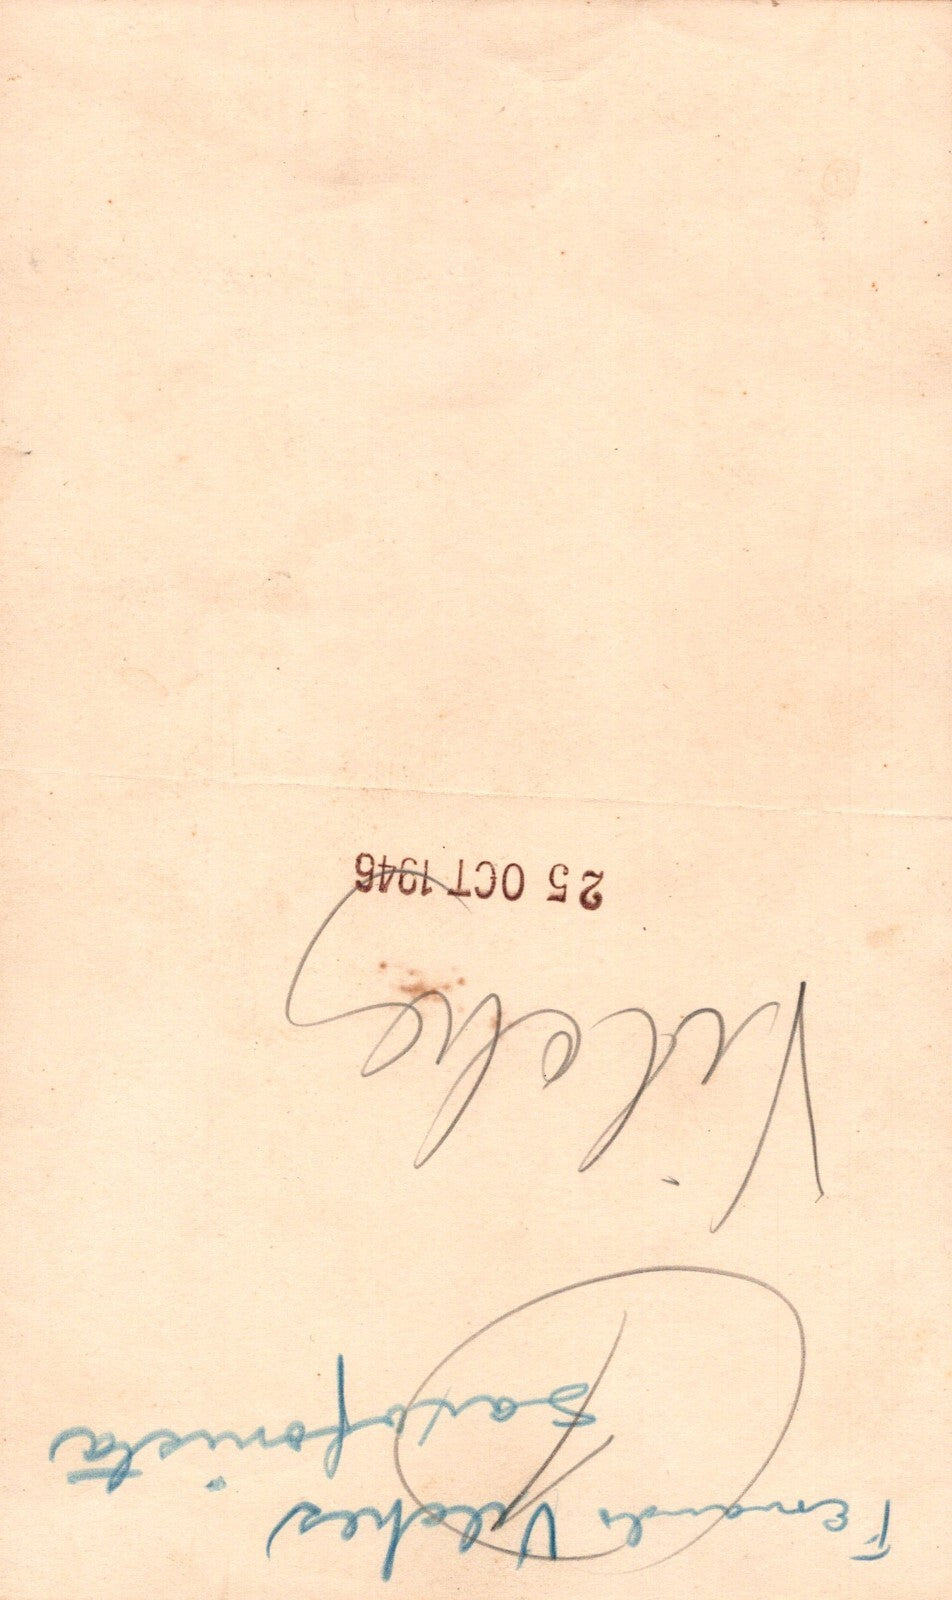 Fernando Vilches
Saxofonista
Vilches
25 OCT 1946